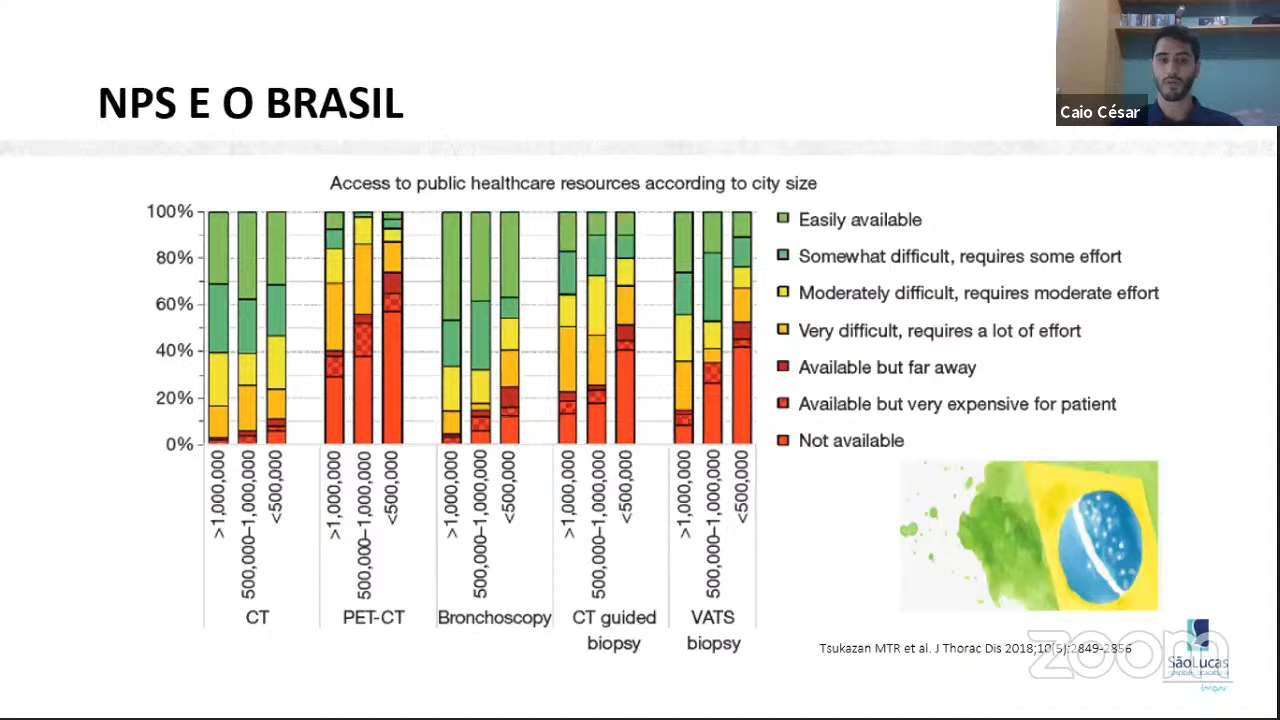 Caio César
NPS E O BRASIL
Access to public healthcare resources according to city size
100%
80%
60%
40%
20%
0%
>1,000,000
500,000–1,000,000
<500,000
>1,000,000
500,000–1,000,000
<500,000
>1,000,000
500,000–1,000,000
<500,000
>1,000,000
500,000–1,000,000
<500,000
>1,000,000
500,000–1,000,000
<500,000
CT
PET-CT
Bronchoscopy
CT guided
biopsy
VATS
biopsy
Easily available
Somewhat difficult, requires some effort
Moderately difficult, requires moderate effort
Very difficult, requires a lot of effort
Available but far away
Available but very expensive for patient
Not available
Tsukazan MTR et al. J Thorac Dis 2018;10(5):2849-2856
zoom
SãoLucas